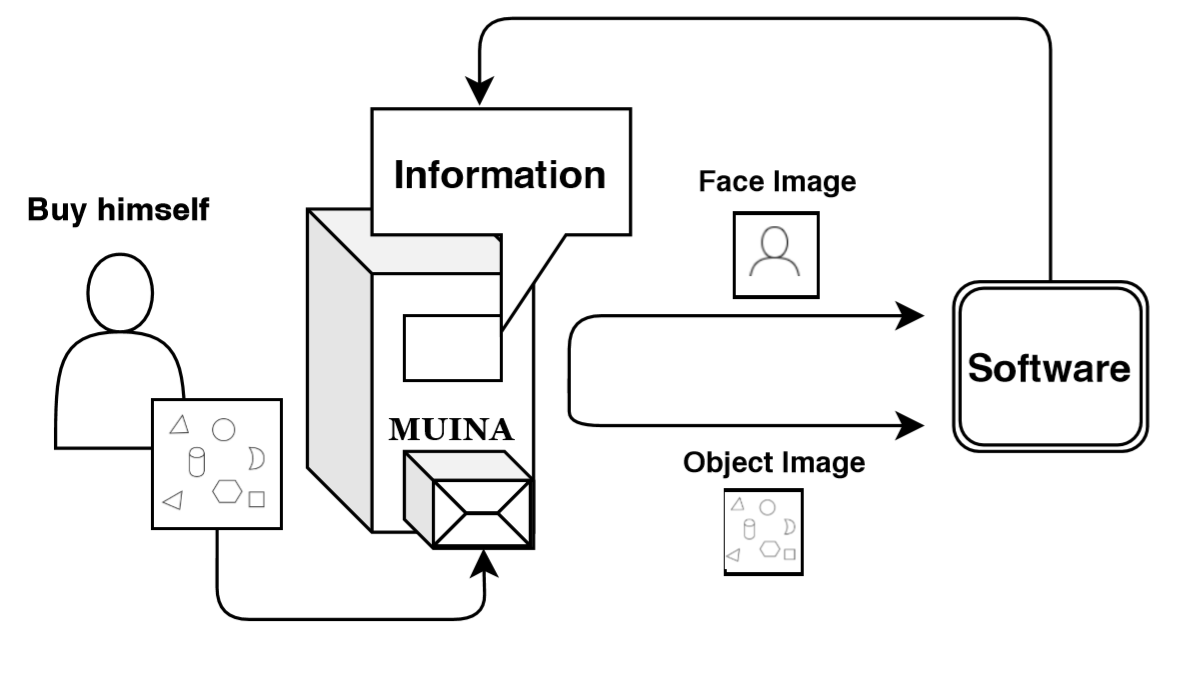 Information
Face Image
Buy himself
Software
MUINA
Object Image